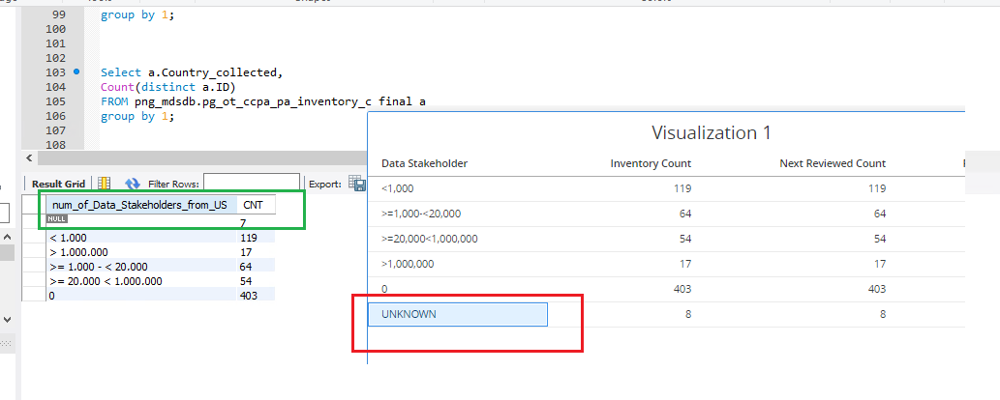 99 group by 1;
100
101
102
103 Select a.Country_collected,
104 Count(distinct a.ID)
105 FROM png_mdsdb.pg_ot_ccpa_pa_inventory_c final a
106 group by 1;
107
108
Result Grid Filter Rows: Export:
num_of_Data_Stakeholders_from_US CNT
NULL 7
< 1.000 119
> 1.000.000 17
>= 1.000 - < 20.000 64
>= 20.000 < 1.000.000 54
0 403
Visualization 1
Data Stakeholder Inventory Count Next Reviewed Count
<1,000 119 119
>=1,000-<20,000 64 64
>=20,000<1,000,000 54 54
>1,000,000 17 17
0 403 403
UNKNOWN 8 8